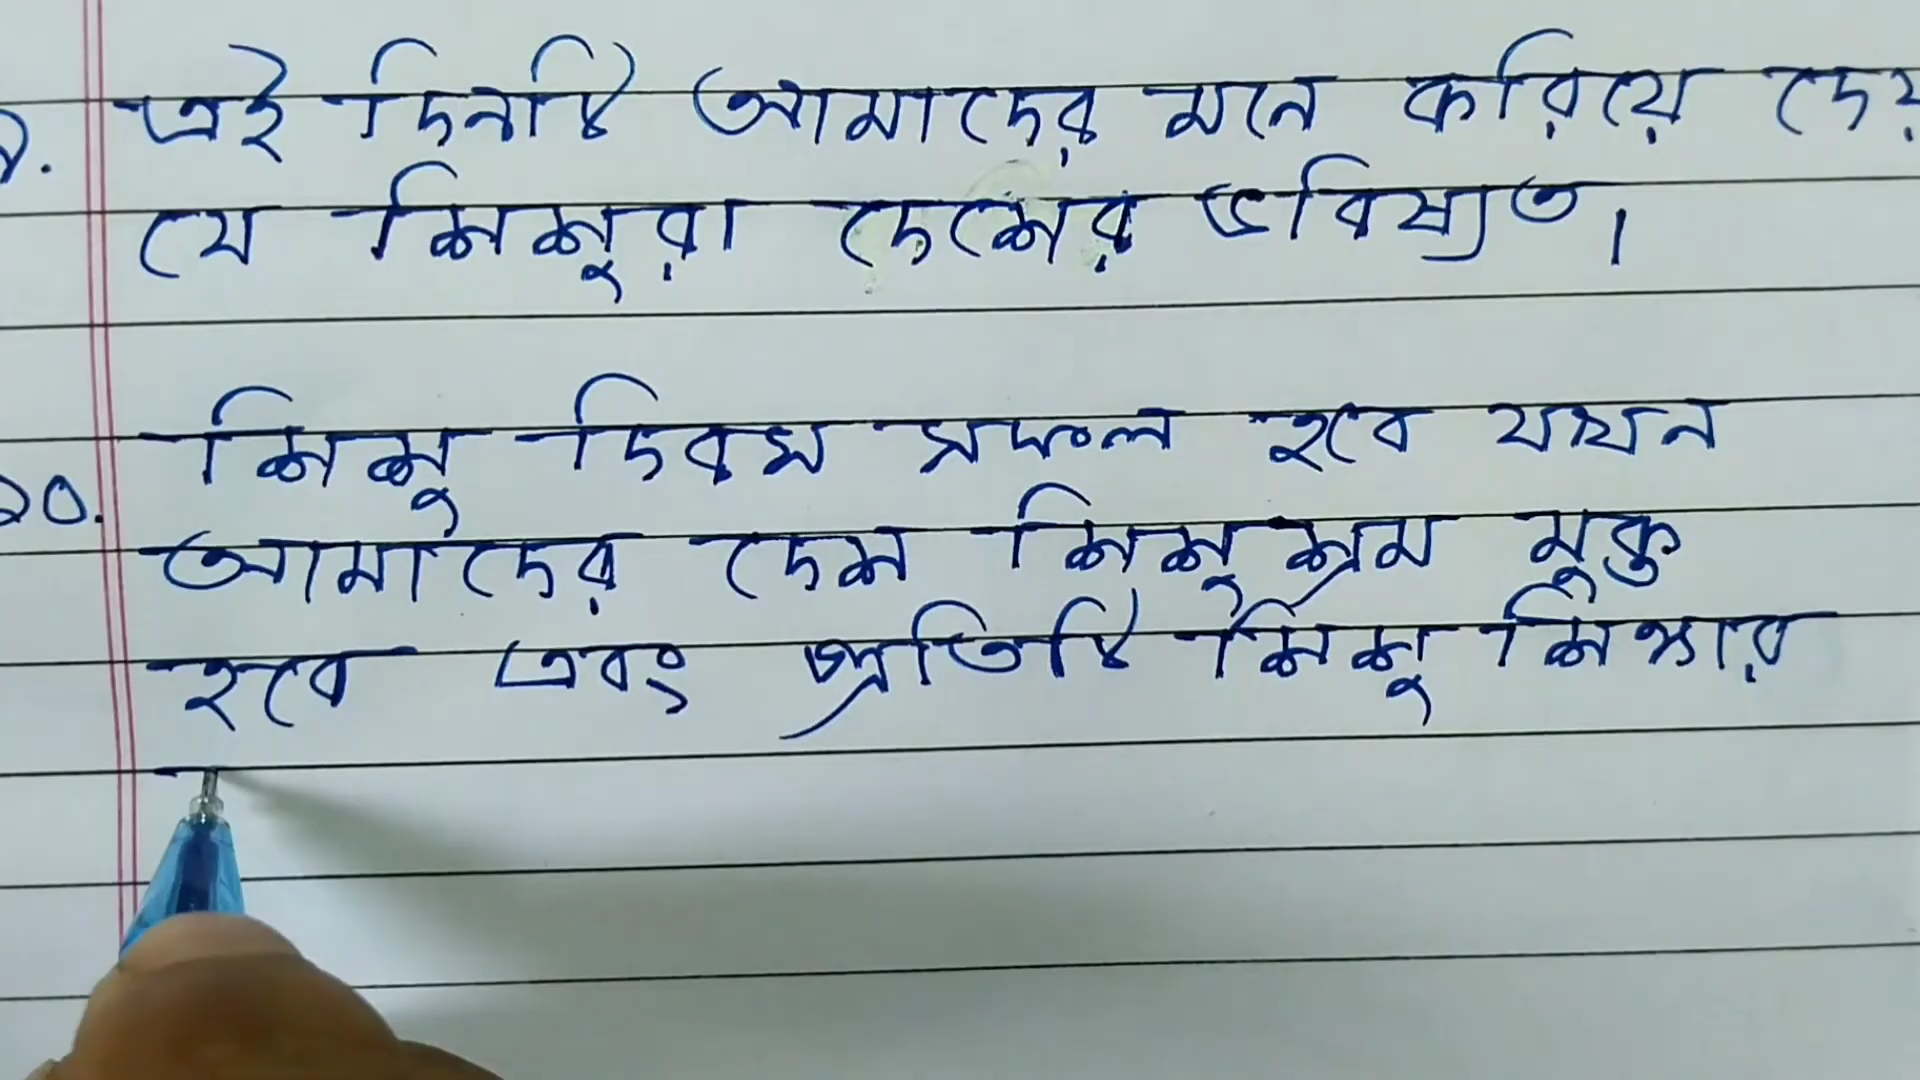 ৯. এই দিনটি আমাদের মনে করিয়ে দেয়
যে শিশুরা দেশের ভবিষ্যত।
১০. শিশু দিবস সফল হবে যখন
আমাদের দেশ শিশুশ্রম মুক্ত
হবে এবং প্রতিটি শিশু শিক্ষার